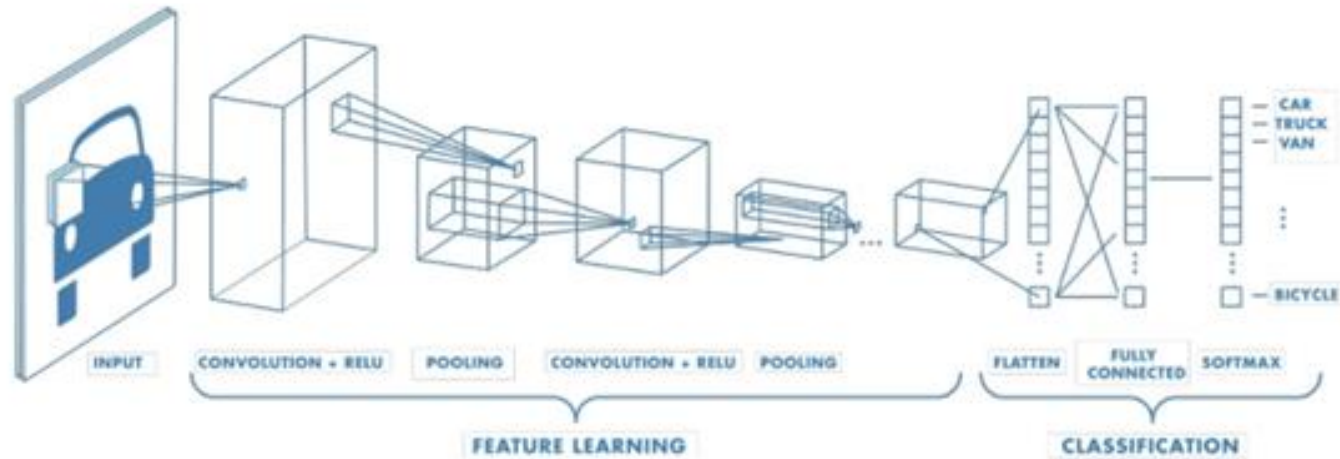 CAR
TRUCK
VAN
BICYCLE
INPUT
CONVOLUTION + RELU
POOLING
CONVOLUTION + RELU
POOLING
FLATTEN
FULLY
CONNECTED
SOFTMAX
FEATURE LEARNING
CLASSIFICATION